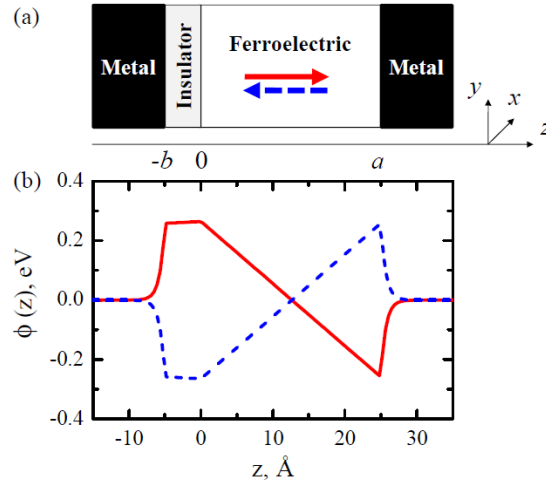 (a)
Metal
Insulator
Ferroelectric
Metal
y
x
z
-b 0 a
(b)
0.4
0.2
0.0
-0.2
-0.4
ϕ (z), eV
-10 0 10 20 30
z, Å